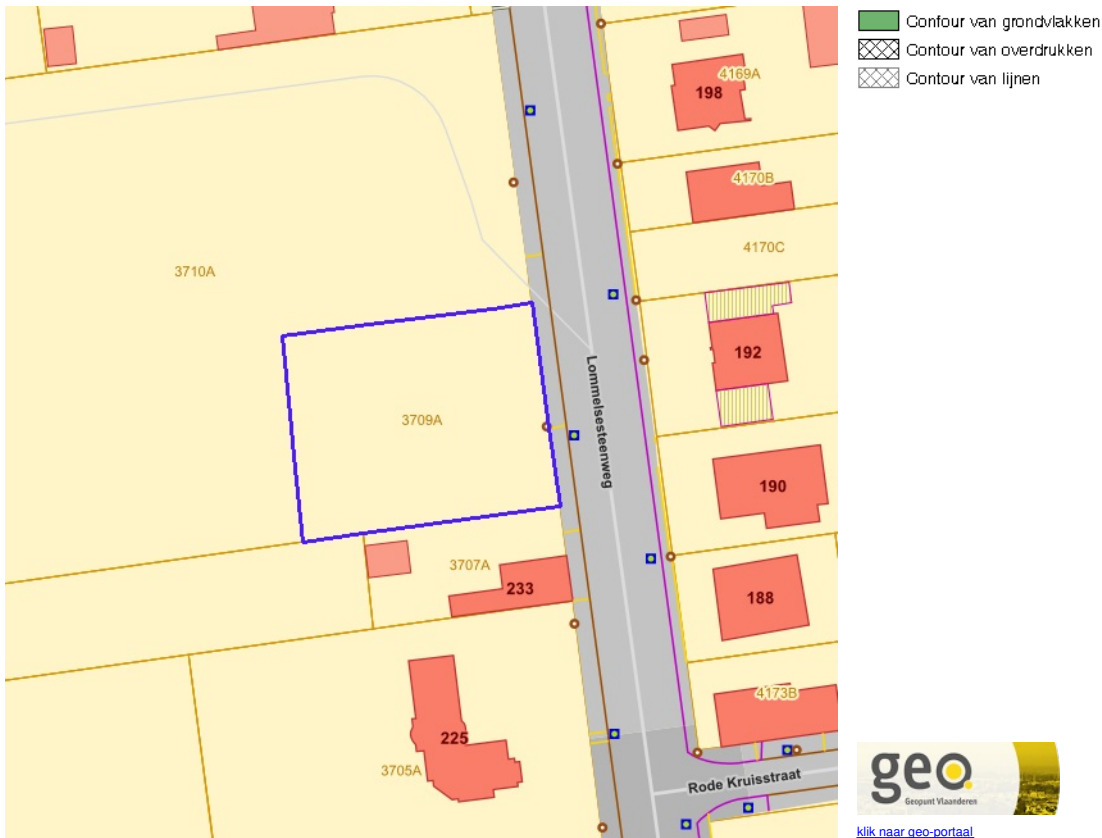 Contour van grondvlakken
Contour van overdrukken
Contour van lijnen
4169A
198
4170B
4170C
3710A
192
Lommelsesteenweg
3709A
190
3707A
233
188
4173B
225
3705A
Rode Kruisstraat
geo
Geopunt Vlaanderen
klik naar geo-portaal